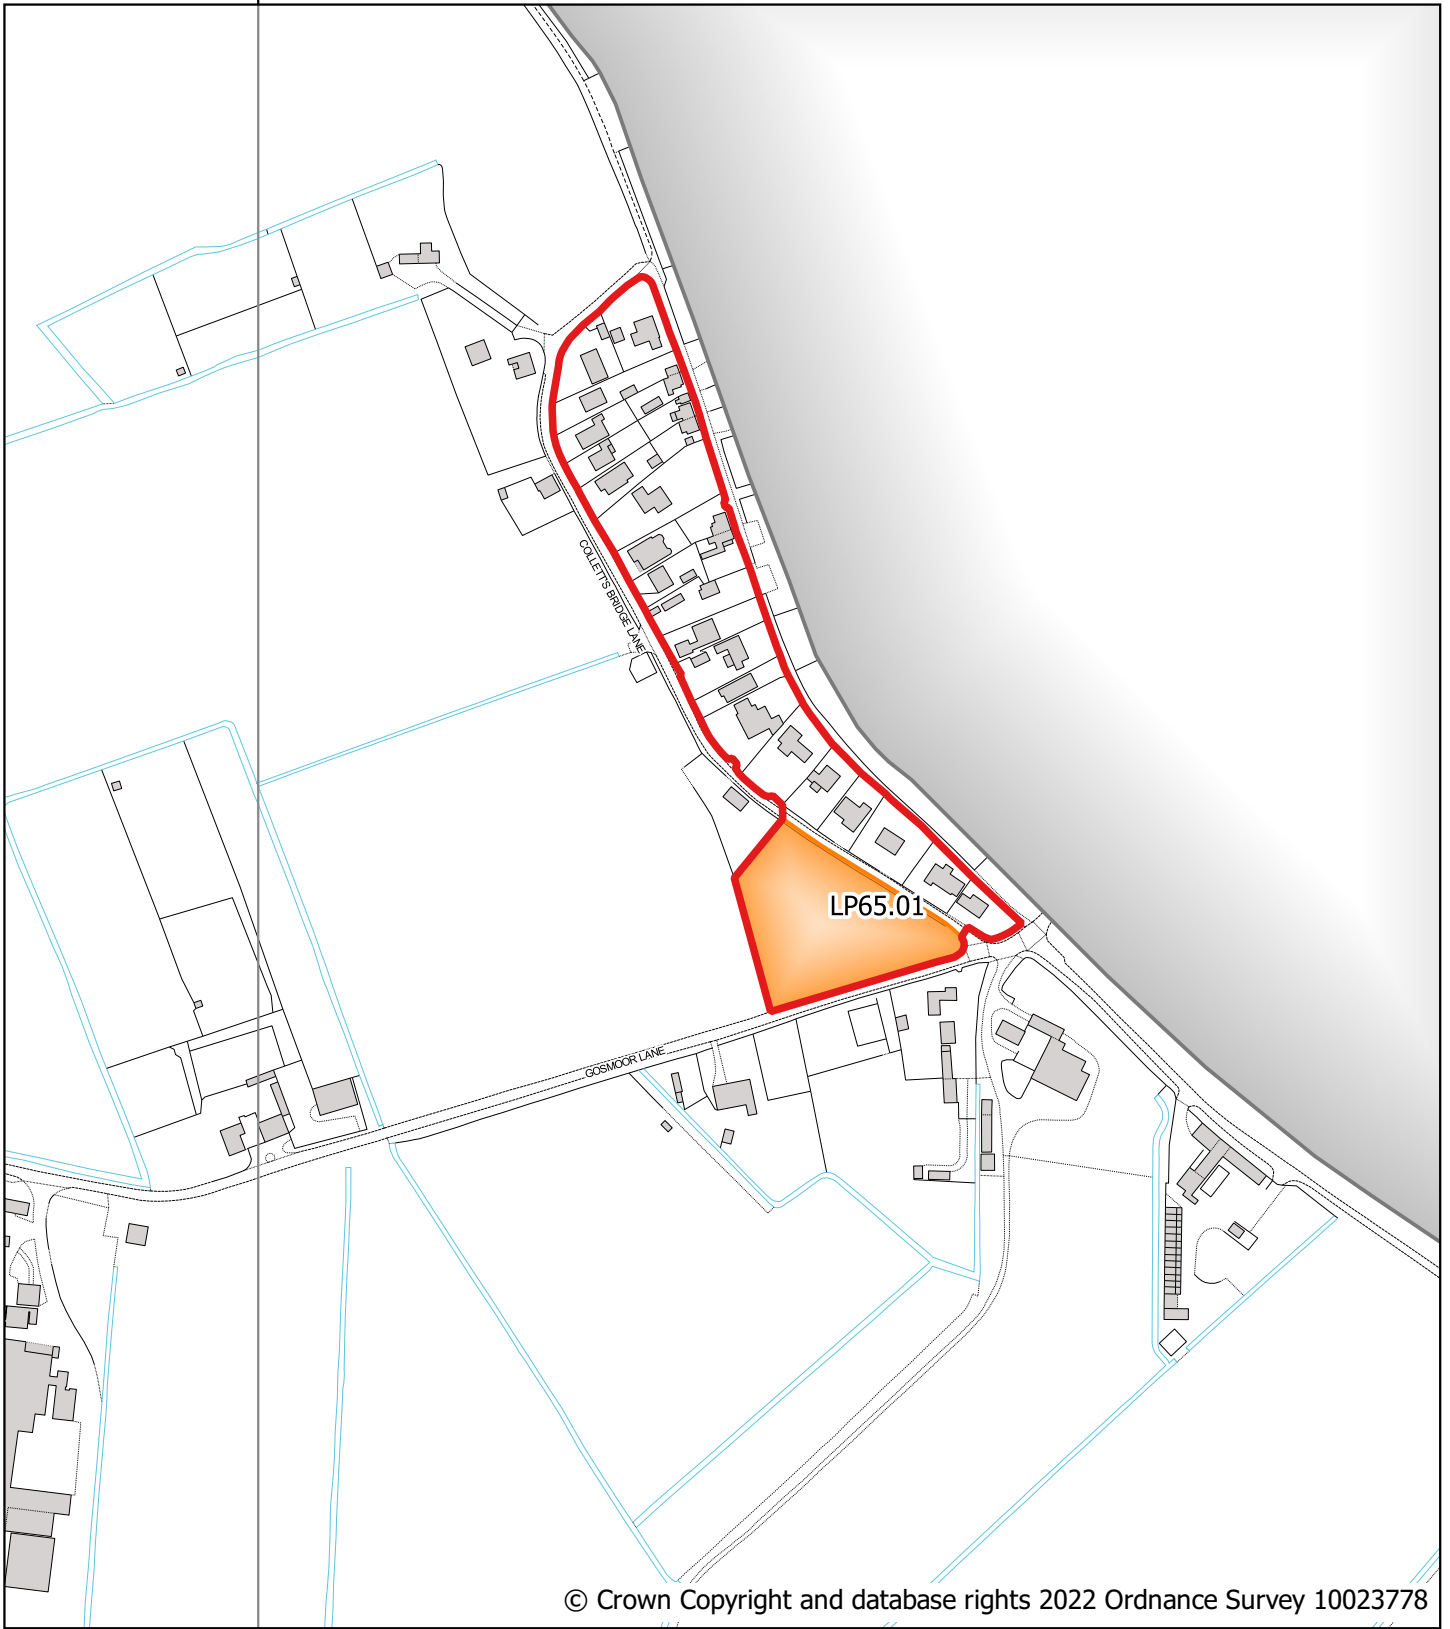 COLLETT'S BRIDGE LANE
LP65.01
GOSMOOR LANE
© Crown Copyright and database rights 2022 Ordnance Survey 10023778